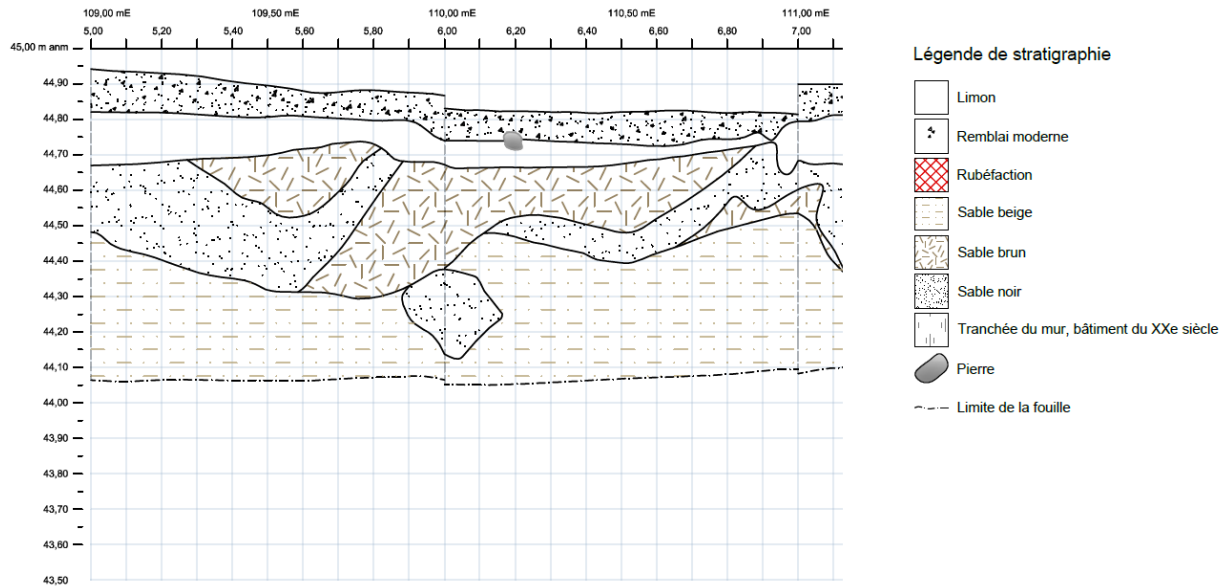 109,00 mE 109,50 mE 110,00 mE 110,50 mE 111,00 mE
5,00 5,20 5,40 5,60 5,80 6,00 6,20 6,40 6,60 6,80 7,00
45,00 m anm
44,90
44,80
44,70
44,60
44,50
44,40
44,30
44,20
44,10
44,00
43,90
43,80
43,70
43,60
43,50
Légende de stratigraphie
Limon
Remblai moderne
Rubéfaction
Sable beige
Sable brun
Sable noir
Tranchée du mur, bâtiment du XXe siècle
Pierre
Limite de la fouille